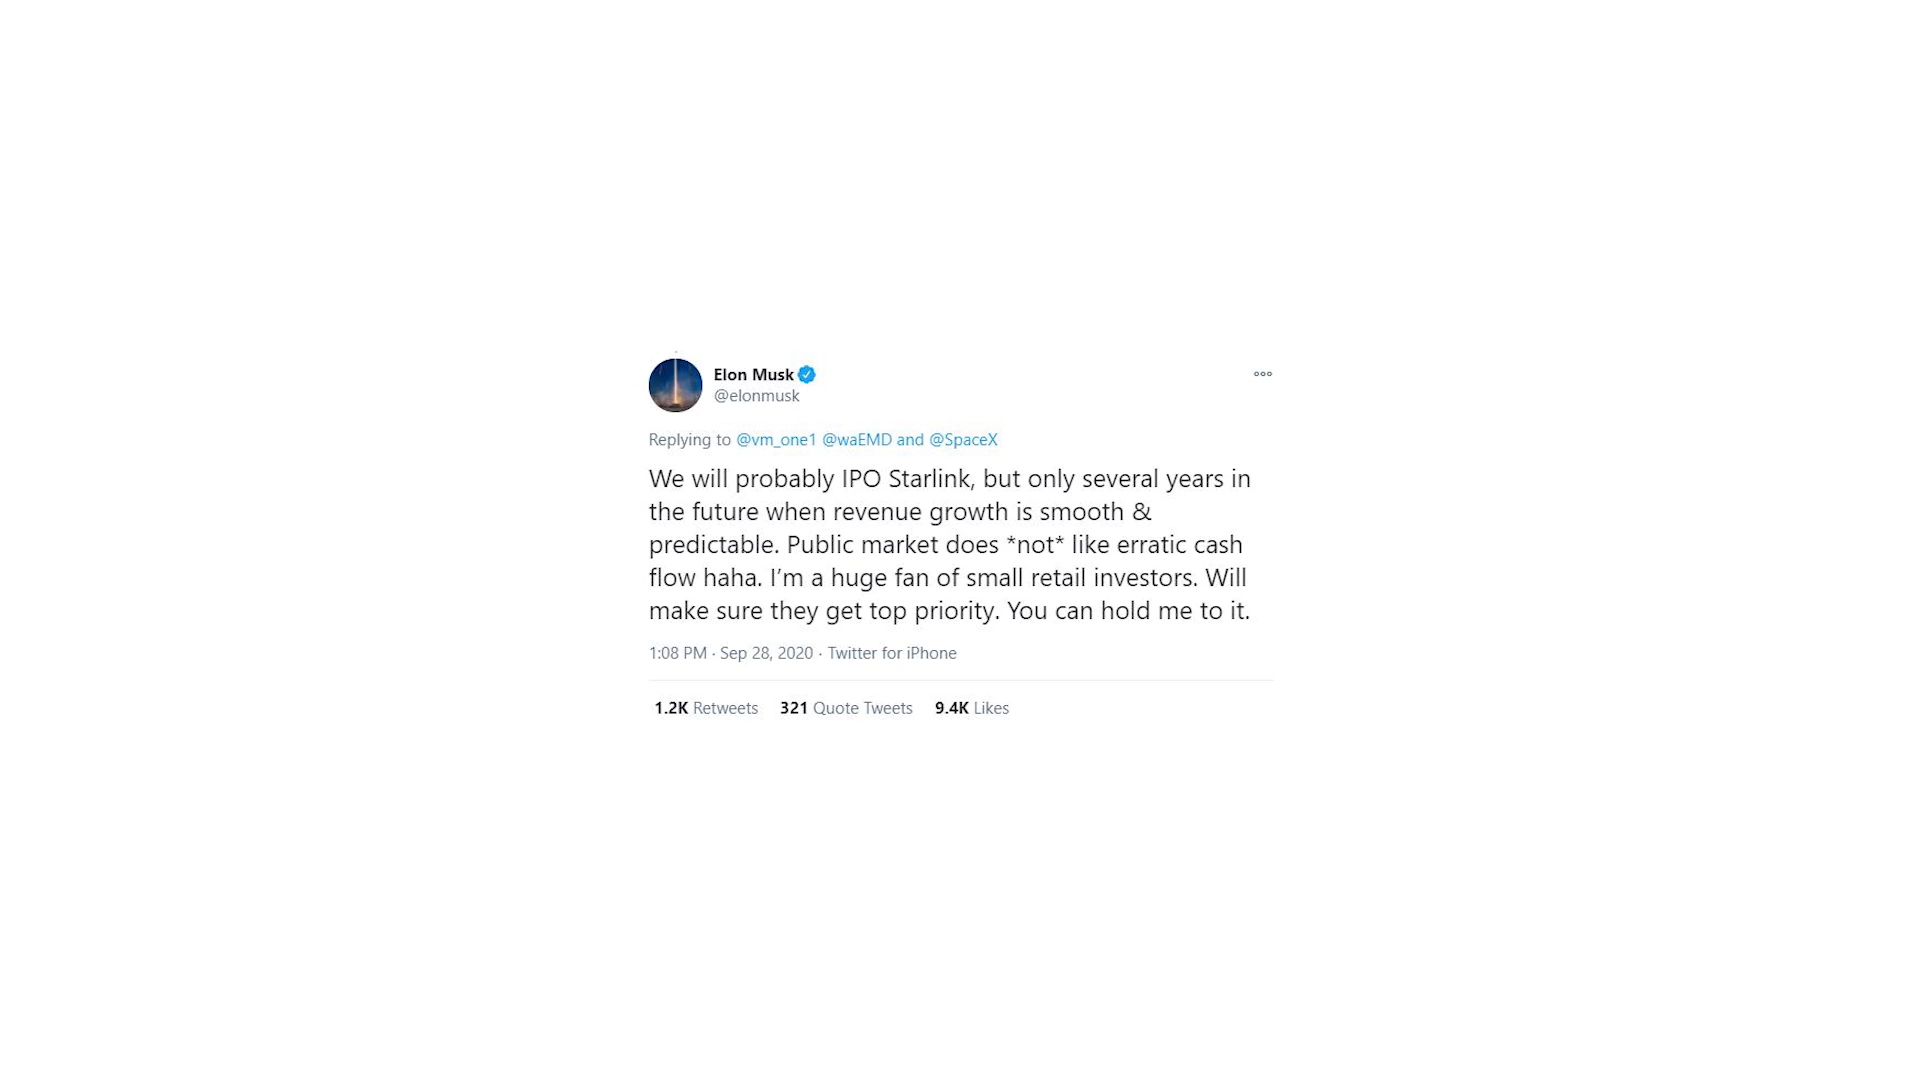 Elon Musk
@elonmusk
Replying to @vm_one1 @waEMD and @SpaceX
We will probably IPO Starlink, but only several years in
the future when revenue growth is smooth &
predictable. Public market does *not* like erratic cash
flow haha. I’m a huge fan of small retail investors. Will
make sure they get top priority. You can hold me to it.
1:08 PM · Sep 28, 2020 · Twitter for iPhone
1.2K Retweets 321 Quote Tweets 9.4K Likes